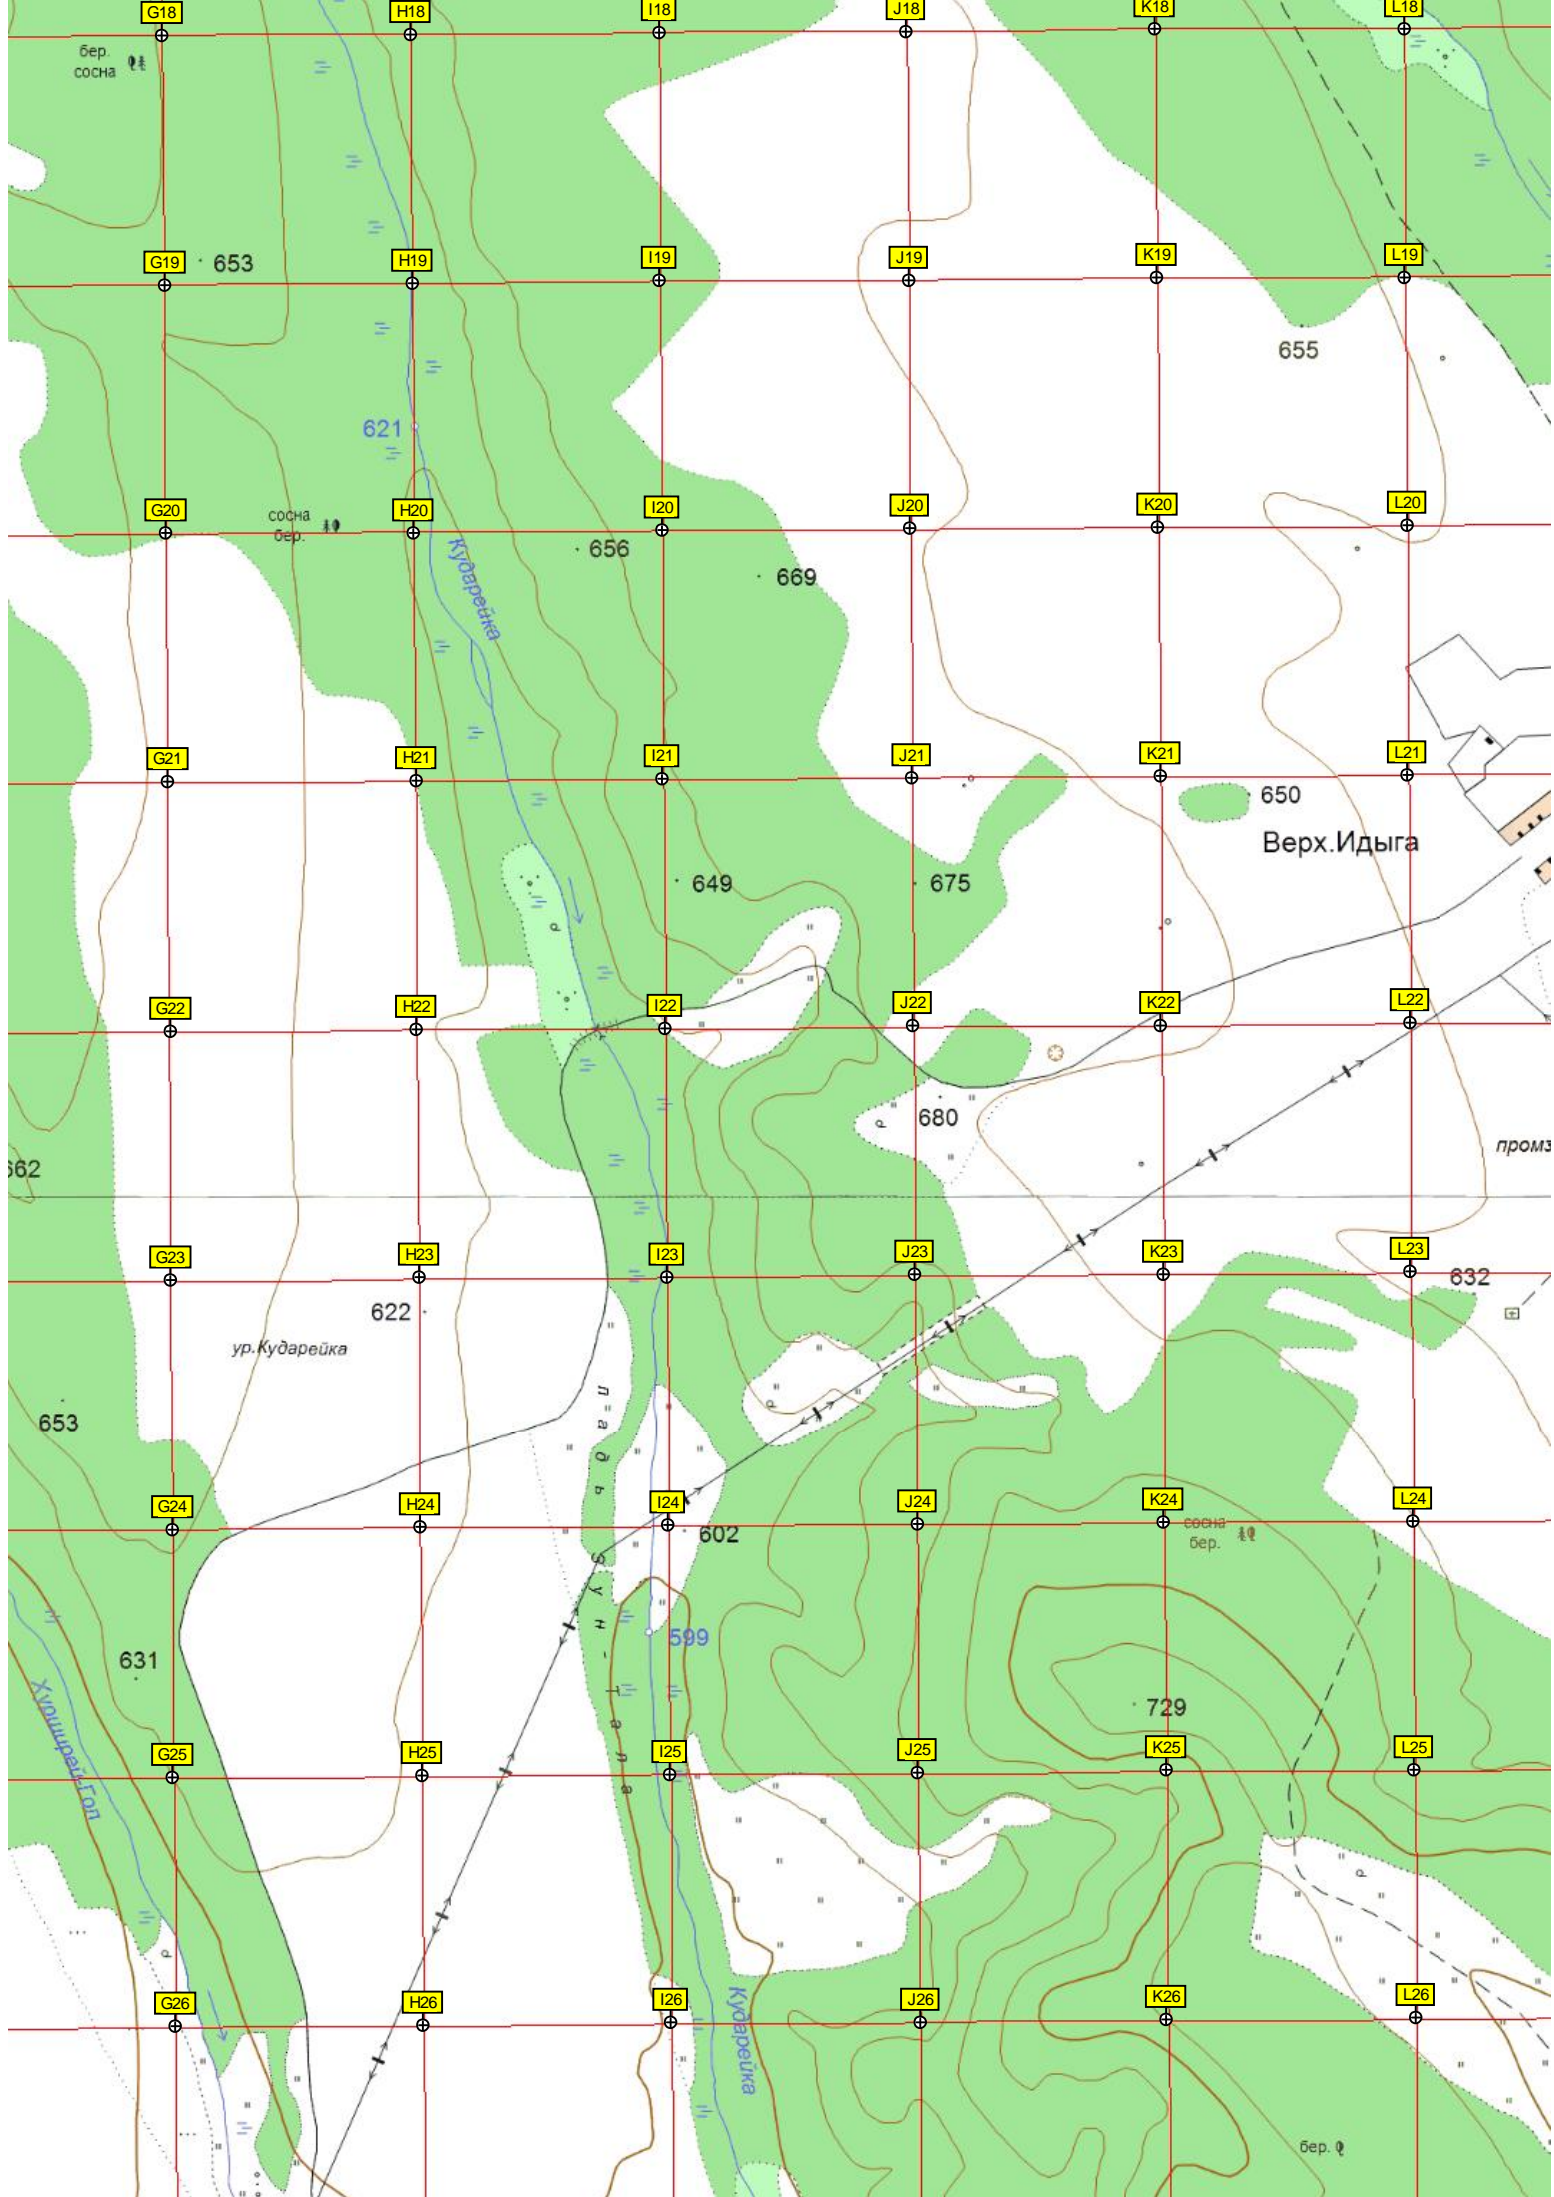 G18 H18 I18 J18 K18 L18
бер.
сосна
G19 653 H19 I19 J19 K19 L19
655
621
G20 сосна H20 I20 J20 K20 L20
бер.
Кударейка
656
669
G21 H21 I21 J21 K21 L21
650
Верх.Идыга
649 675
G22 H22 I22 J22 K22 L22
680
662
G23 H23 I23 J23 K23 L23
632
622
ур.Кударейка
653
падь Зун-Тала
G24 H24 I24 J24 K24 L24
602
сосна
бер.
599
631
729
Хуншрей-Гол
G25 H25 I25 J25 K25 L25
G26 H26 I26 J26 K26 L26
Кударейка
бер.